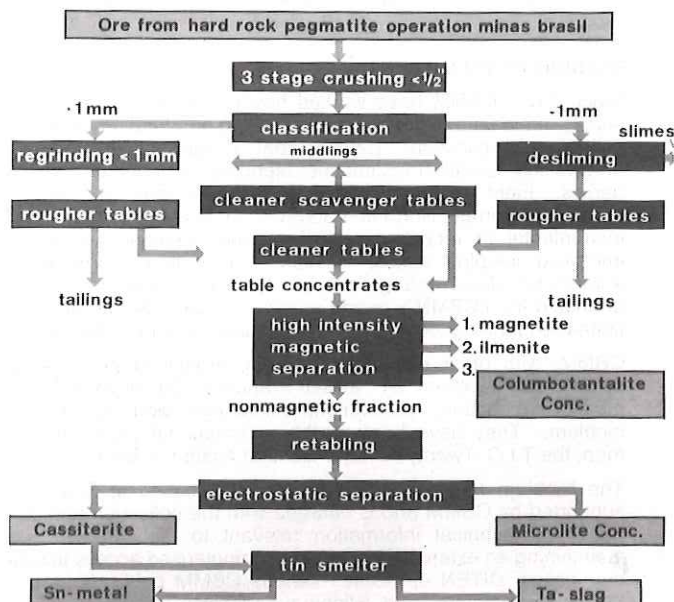 Ore from hard rock pegmatite operation minas brasil
3 stage crushing <1/2"
·1mm
-1mm
classification
slimes
regrinding <1mm
middlings
desliming
cleaner scavenger tables
rougher tables
rougher tables
cleaner tables
tailings
table concentrates
tailings
high intensity
magnetic
separation
1. magnetite
2. ilmenite
3.
Columbotantalite
Conc.
nonmagnetic fraction
retabling
electrostatic separation
Cassiterite
Microlite Conc.
tin smelter
Sn-metal
Ta-slag